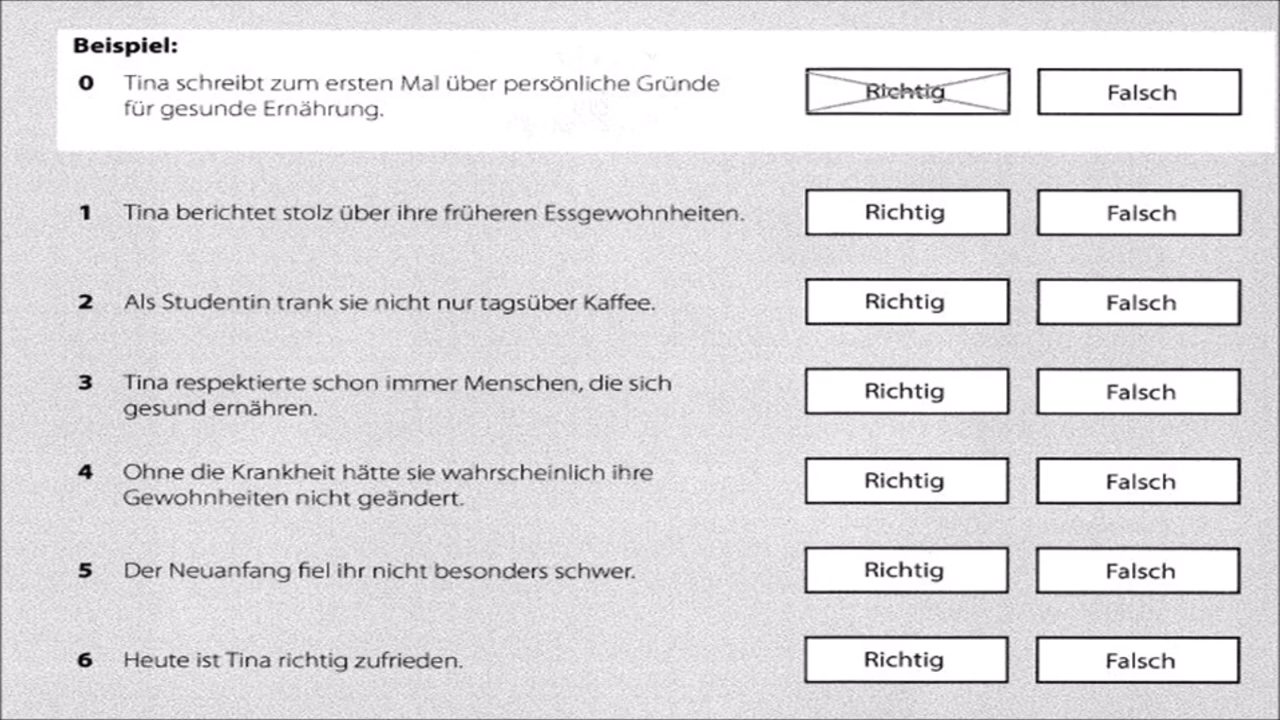 Beispiel:
0 Tina schreibt zum ersten Mal über persönliche Gründe
für gesunde Ernährung.
Richtig Falsch
1 Tina berichtet stolz über ihre früheren Essgewohnheiten.
Richtig Falsch
2 Als Studentin trank sie nicht nur tagsüber Kaffee.
Richtig Falsch
3 Tina respektierte schon immer Menschen, die sich
gesund ernähren.
Richtig Falsch
4 Ohne die Krankheit hätte sie wahrscheinlich ihre
Gewohnheiten nicht geändert.
Richtig Falsch
5 Der Neuanfang fiel ihr nicht besonders schwer.
Richtig Falsch
6 Heute ist Tina richtig zufrieden.
Richtig Falsch